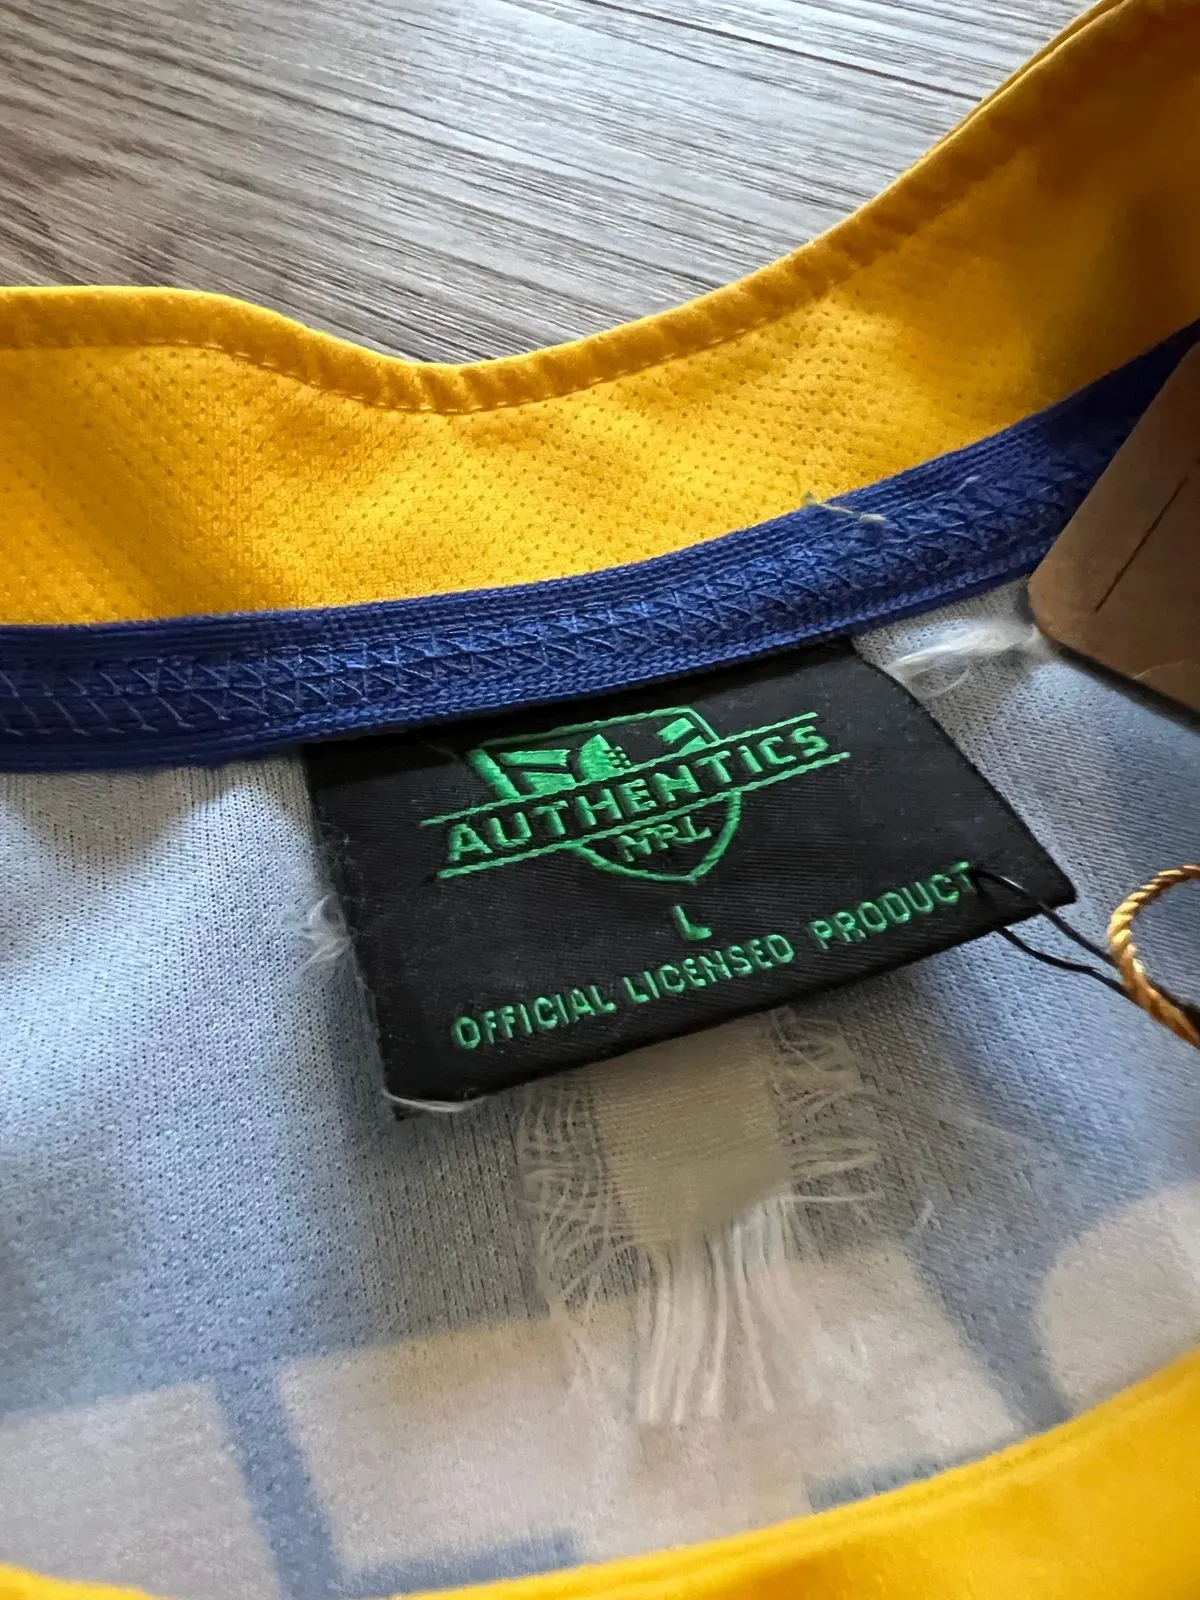 AUTHENTICS
NRL
L
OFFICIAL LICENSED PRODUCT